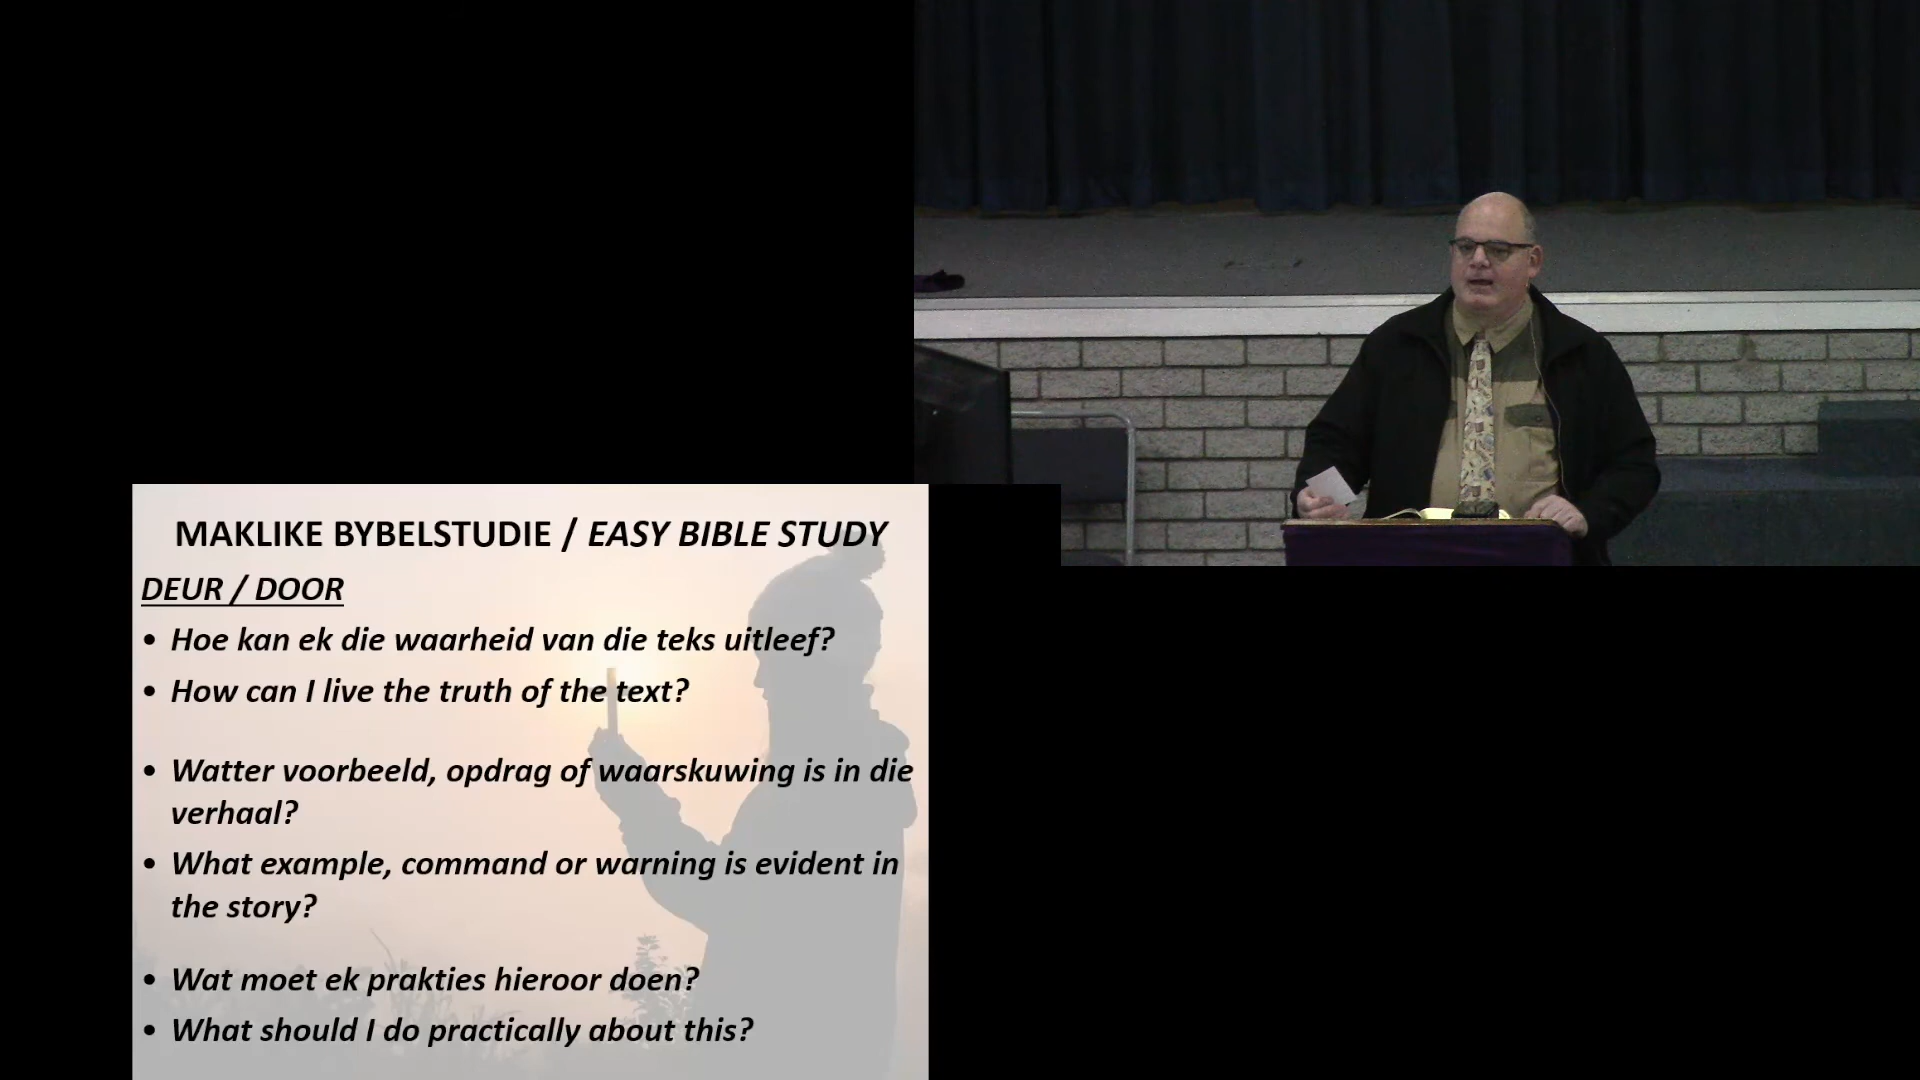 MAKLIKE BYBELSTUDIE / EASY BIBLE STUDY
DEUR / DOOR
• Hoe kan ek die waarheid van die teks uitleef?
• How can I live the truth of the text?
• Watter voorbeeld, opdrag of waarskuwing is in die
verhaal?
• What example, command or warning is evident in
the story?
• Wat moet ek prakties hieroor doen?
• What should I do practically about this?